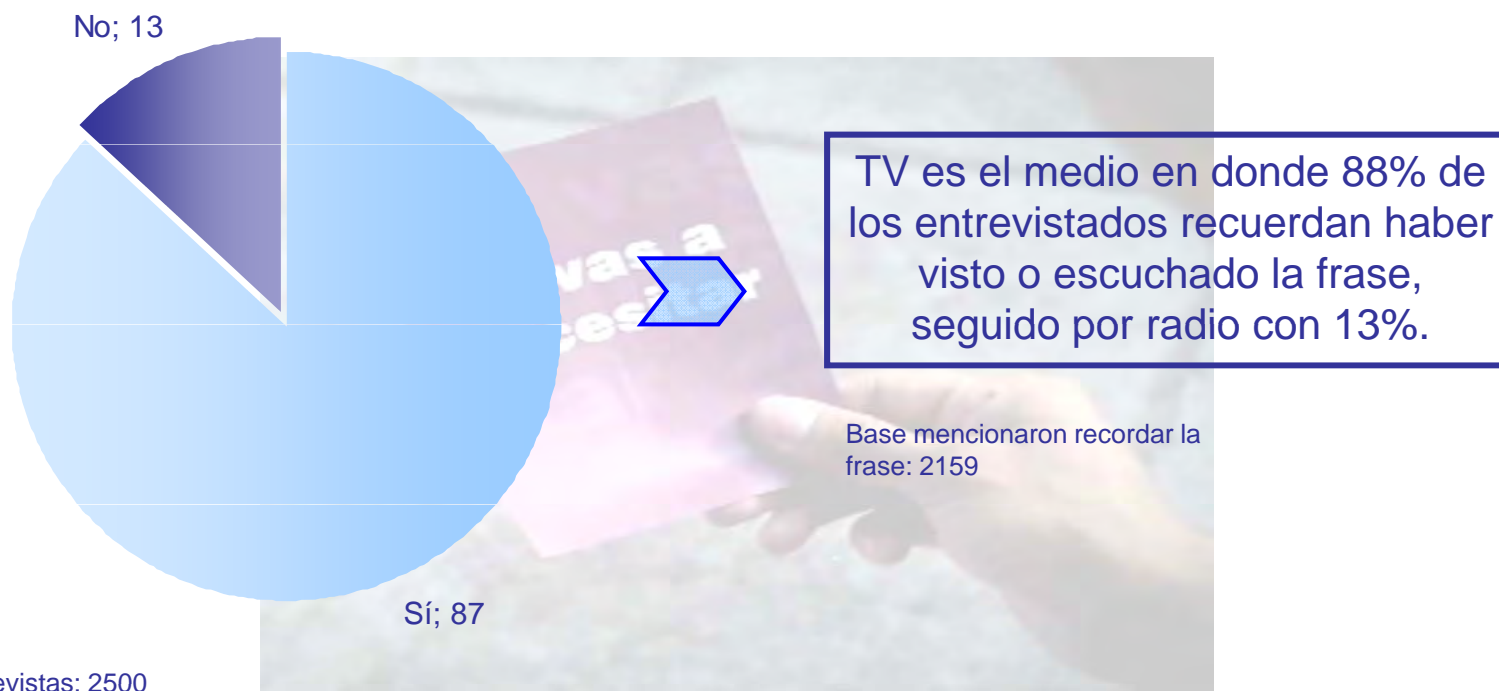 No; 13
TV es el medio en donde 88% de
los entrevistados recuerdan haber
visto o escuchado la frase,
seguido por radio con 13%.
vas a
Base mencionaron recordar la
frase: 2159
Sí; 87
evistas: 2500